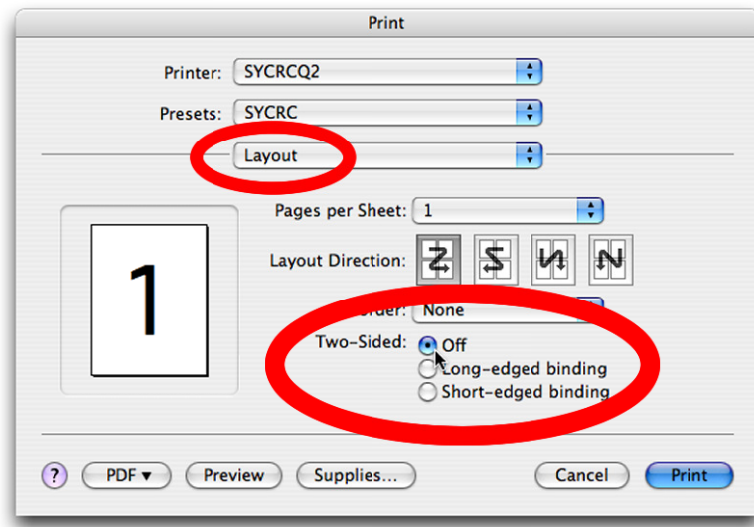 Print
Printer: SYCRCQ2
Presets: SYCRC
Layout
Pages per Sheet: 1
Layout Direction:
1
None
Two-Sided: Off
Long-edged binding
Short-edged binding
? PDF ▼ Preview Supplies... Cancel Print